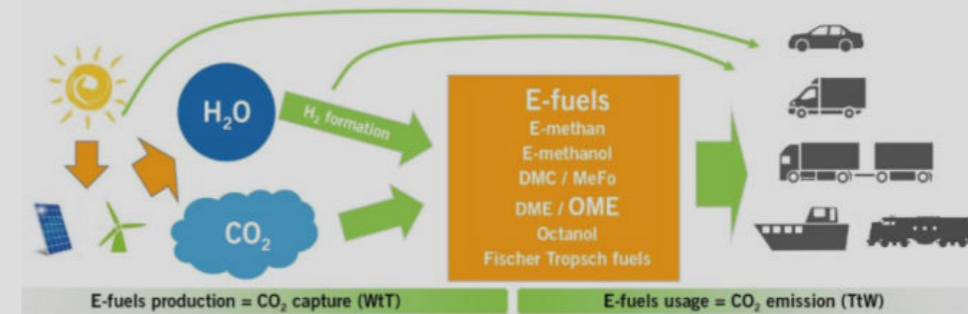 H₂O
H₂ formation
CO₂
E-fuels
E-methan
E-methanol
DMC / MeFo
DME / OME
Octanol
Fischer Tropsch fuels
E-fuels production = CO₂ capture (WtT)
E-fuels usage = CO₂ emission (TtW)